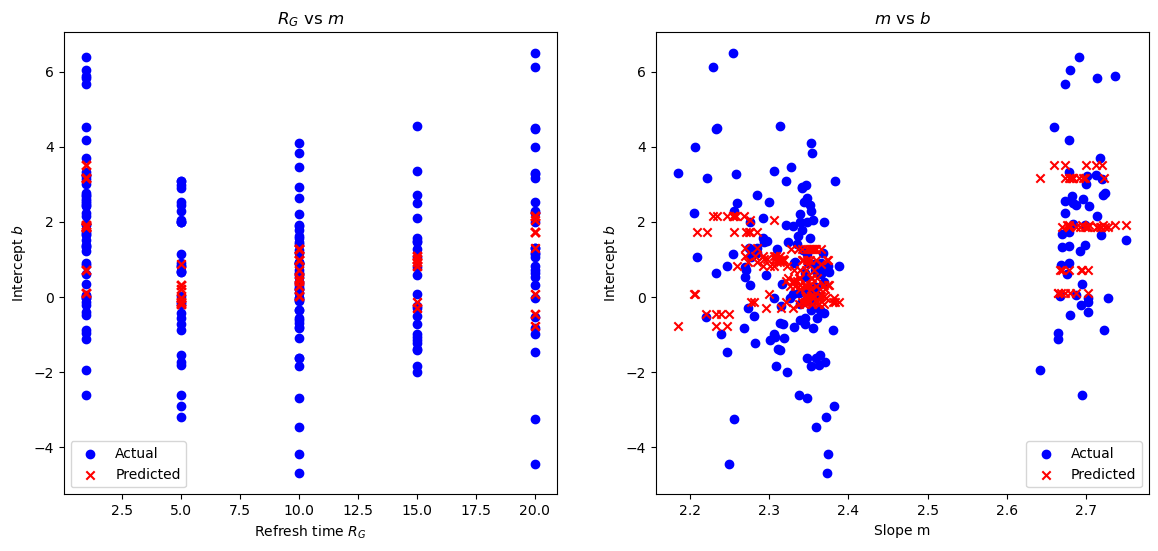 R_G vs m
Intercept b
6
4
2
0
−2
−4
2.5 5.0 7.5 10.0 12.5 15.0 17.5 20.0
Refresh time R_G
Actual
Predicted
m vs b
Intercept b
6
4
2
0
−2
−4
2.2 2.3 2.4 2.5 2.6 2.7
Slope m
Actual
Predicted